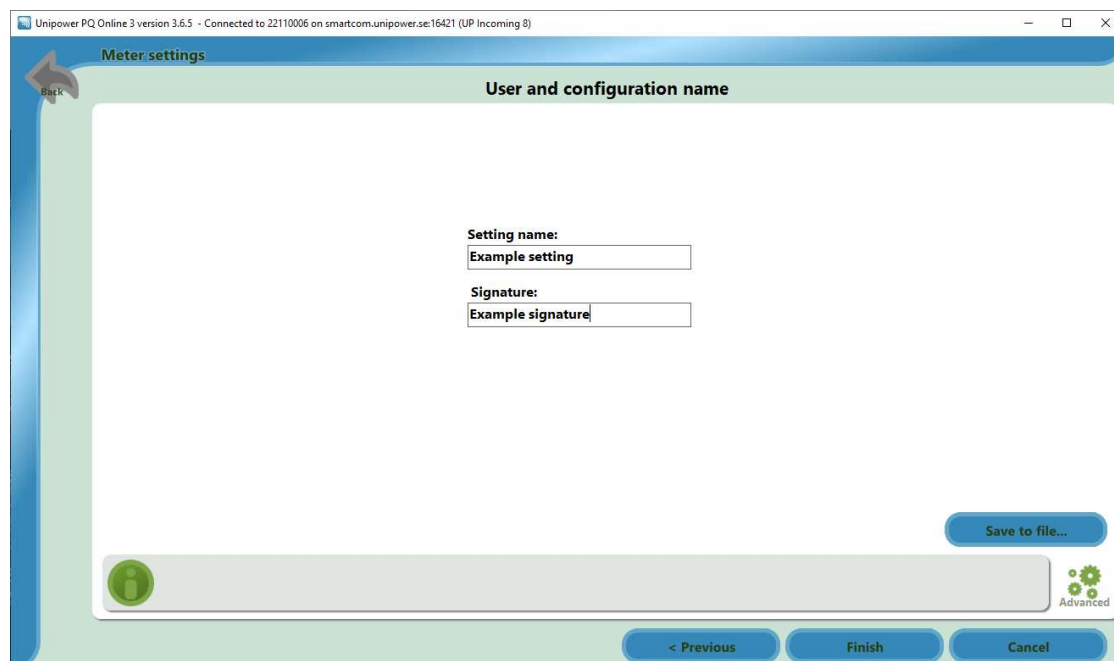 Unipower PQ Online 3 version 3.6.5 - Connected to 22110006 on smartcom.unipower.se:16421 (UP Incoming 8)
Meter settings
Back
User and configuration name
Setting name:
Example setting
Signature:
Example signature
Save to file...
Advanced
< Previous
Finish
Cancel